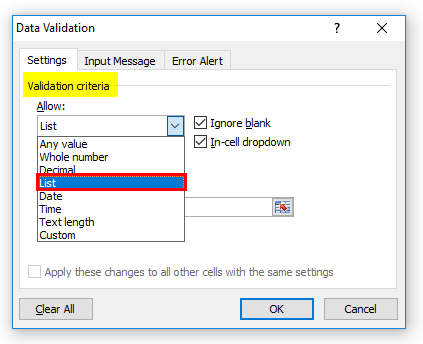 Data Validation
? ×
Settings Input Message Error Alert
Validation criteria
Allow:
List
Ignore blank
Any value
In-cell dropdown
Whole number
Decimal
List
Date
Time
Text length
Custom
Apply these changes to all other cells with the same settings
Clear All OK Cancel